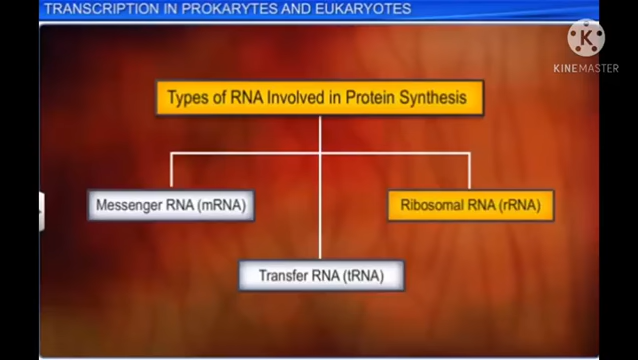 TRANSCRIPTION IN PROKARYTES AND EUKARYOTES
K
KINEMASTER
Types of RNA Involved in Protein Synthesis
Messenger RNA (mRNA)
Ribosomal RNA (rRNA)
Transfer RNA (tRNA)